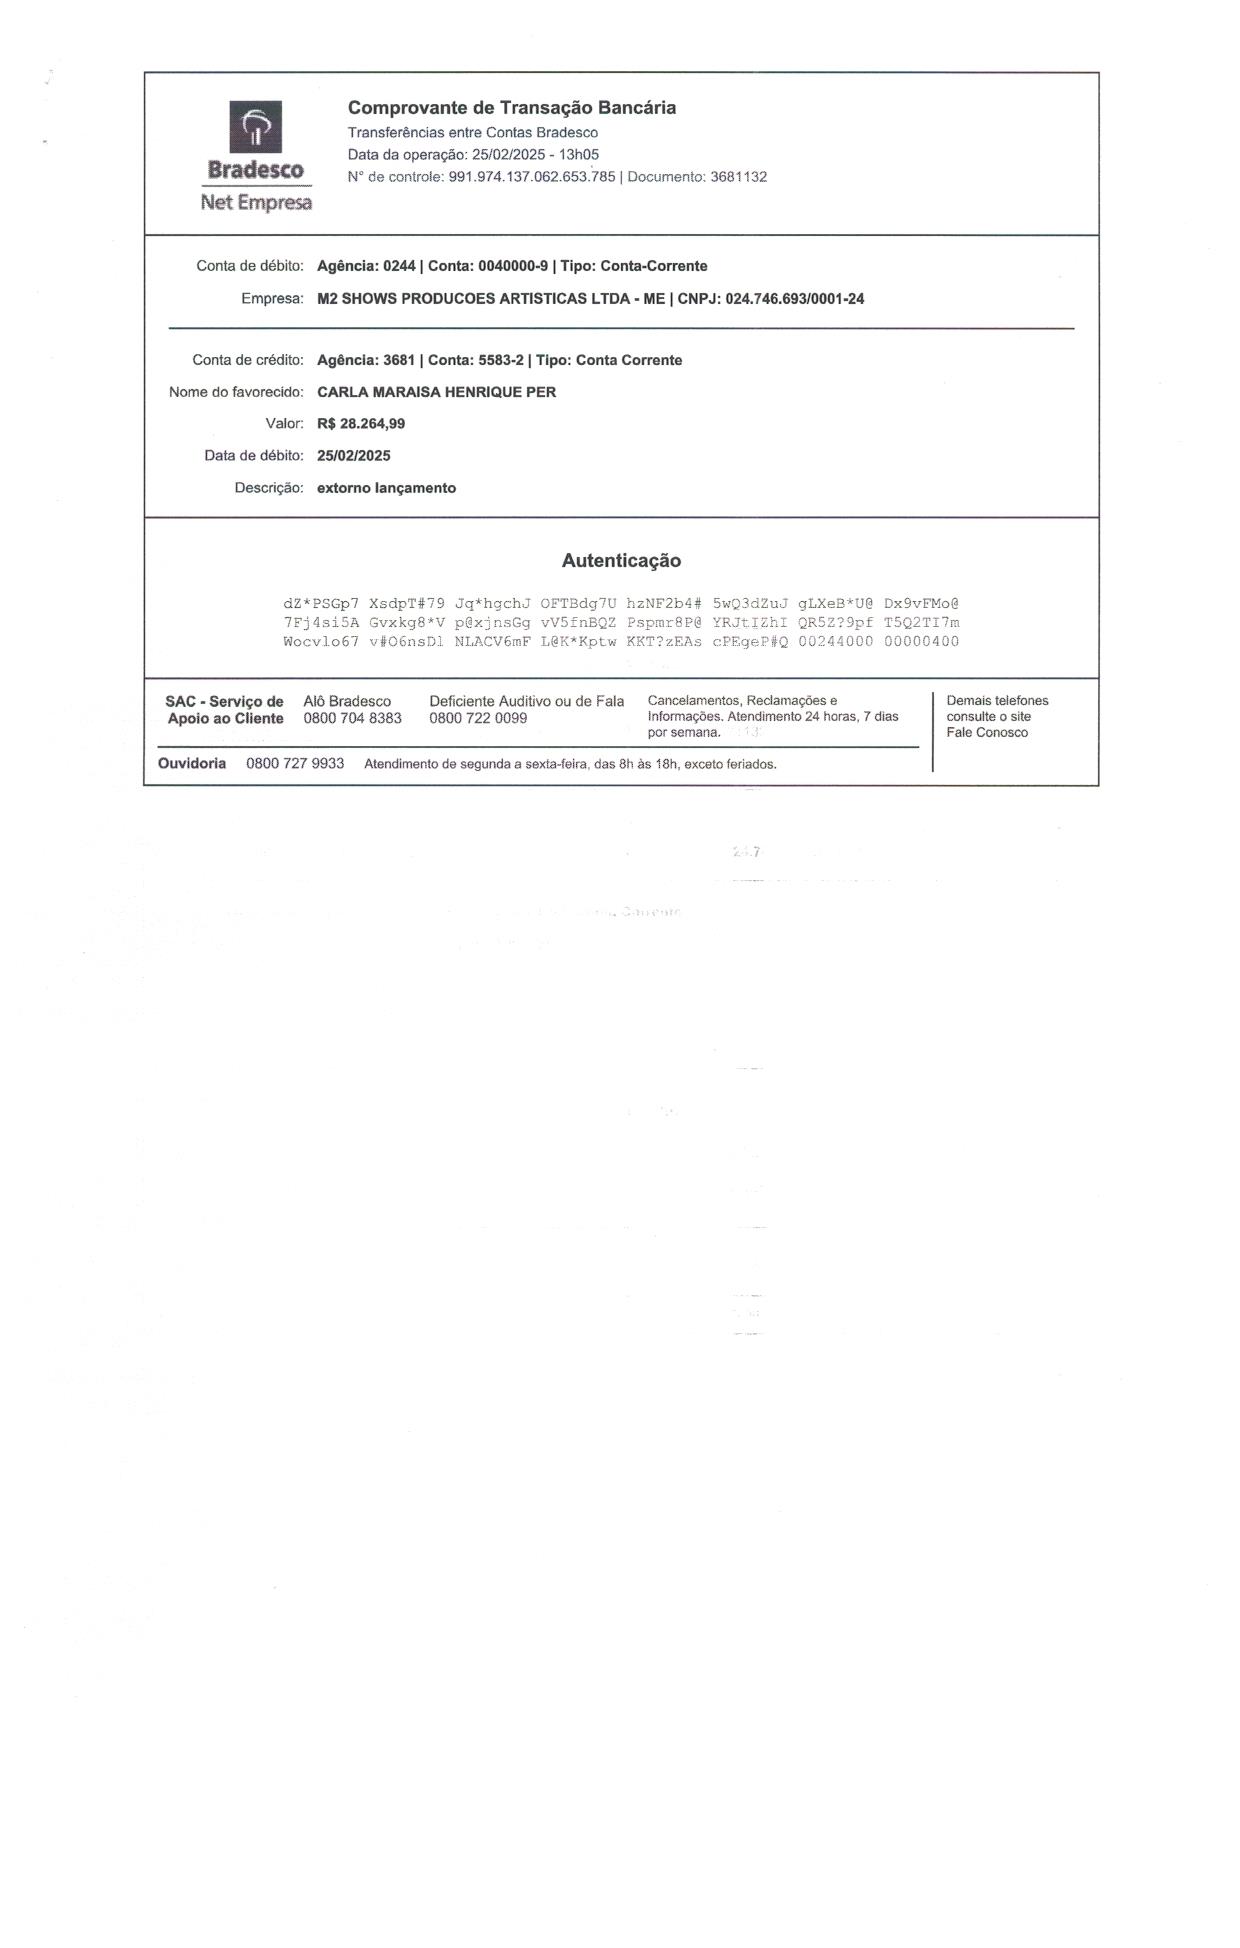 Bradesco
Net Empresa
Comprovante de Transação Bancária
Transferências entre Contas Bradesco
Data da operação: 25/02/2025 - 13h05
N° de controle: 991.974.137.062.653.785 | Documento: 3681132
Conta de débito: Agência: 0244 | Conta: 0040000-9 | Tipo: Conta-Corrente
Empresa: M2 SHOWS PRODUCOES ARTISTICAS LTDA - ME | CNPJ: 024.746.693/0001-24
Conta de crédito: Agência: 3681 | Conta: 5583-2 | Tipo: Conta Corrente
Nome do favorecido: CARLA MARAISA HENRIQUE PER
Valor: R$ 28.264,99
Data de débito: 25/02/2025
Descrição: extorno lançamento
Autenticação
dZ*PSGp7 XsdpT#79 Jq*hgchJ OFTBdg7U hzNF2b4# 5wQ3dZuJ gLXeB*U@ Dx9vFMo@
7Fj4si5A Gvxkg8*V p@xjnsGg vV5fnBQZ Pspmr8P@ YRJtIZhI QR5Z?9pf T5Q2TI7m
Wocvlo67 v#O6nsDl NLACV6mF L@K*Kptw KKT?zEAs cPEgeP#Q 00244000 00000400
SAC - Serviço de Apoio ao Cliente
Alô Bradesco
0800 704 8383
Deficiente Auditivo ou de Fala
0800 722 0099
Cancelamentos, Reclamações e
Informações. Atendimento 24 horas, 7 dias
por semana.
Demais telefones
consulte o site
Fale Conosco
Ouvidoria 0800 727 9933 Atendimento de segunda a sexta-feira, das 8h às 18h, exceto feriados.